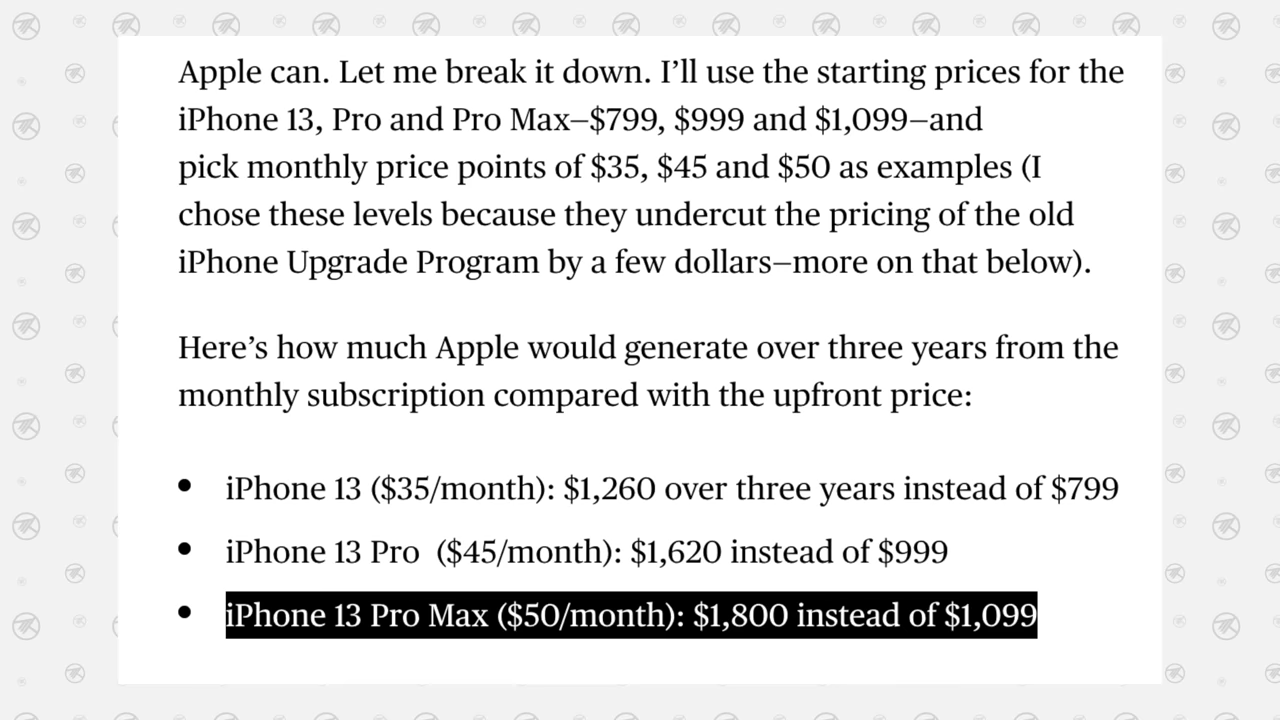 Apple can. Let me break it down. I’ll use the starting prices for the
iPhone 13, Pro and Pro Max—$799, $999 and $1,099—and
pick monthly price points of $35, $45 and $50 as examples (I
chose these levels because they undercut the pricing of the old
iPhone Upgrade Program by a few dollars—more on that below).
Here’s how much Apple would generate over three years from the
monthly subscription compared with the upfront price:
• iPhone 13 ($35/month): $1,260 over three years instead of $799
• iPhone 13 Pro ($45/month): $1,620 instead of $999
• iPhone 13 Pro Max ($50/month): $1,800 instead of $1,099